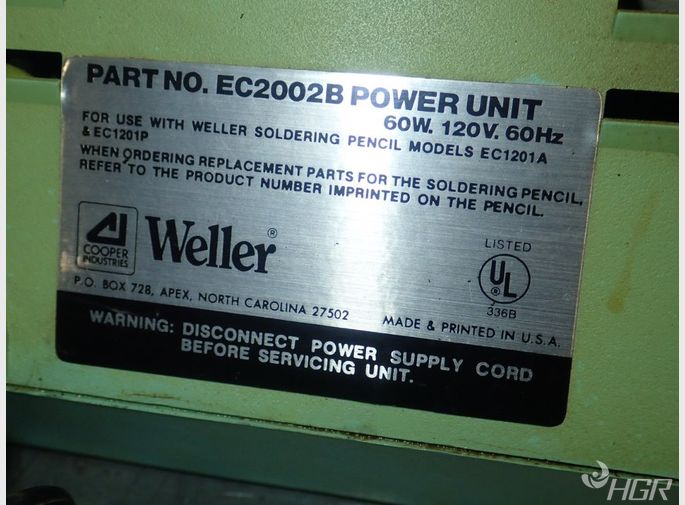 PART NO. EC2002B POWER UNIT
60W. 120V. 60Hz
FOR USE WITH WELLER SOLDERING PENCIL MODELS EC1201A
& EC1201P
WHEN ORDERING REPLACEMENT PARTS FOR THE SOLDERING PENCIL,
REFER TO THE PRODUCT NUMBER IMPRINTED ON THE PENCIL.
COOPER
INDUSTRIES
Weller®
LISTED
UL®
336B
P.O. BOX 728, APEX, NORTH CAROLINA 27502
MADE & PRINTED IN U.S.A.
WARNING: DISCONNECT POWER SUPPLY CORD
BEFORE SERVICING UNIT.
HGR